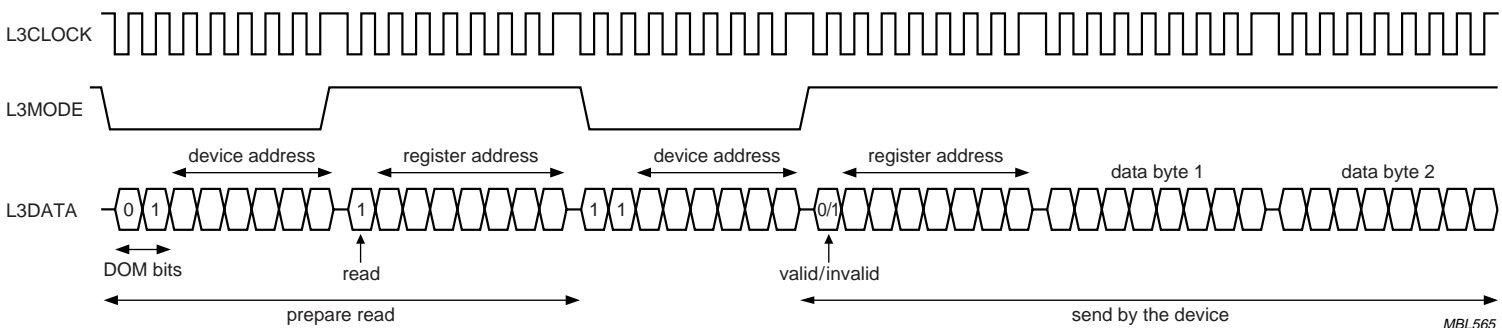 L3CLOCK
L3MODE
device address register address device address register address data byte 1 data byte 2
L3DATA 0 1 1 1 1 0/1
DOM bits read valid/invalid
prepare read send by the device
MBL565